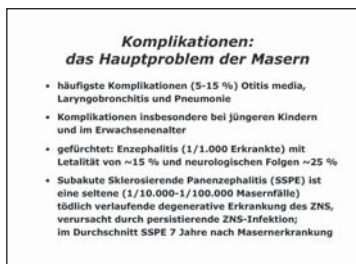 Komplikationen:
das Hauptproblem der Masern
• häufigste Komplikationen (5-15 %) Otitis media,
Laryngobronchitis und Pneumonie
• Komplikationen insbesondere bei jüngeren Kindern
und im Erwachsenenalter
• gefürchtet: Enzephalitis (1/1.000 Erkrankte) mit
Letalität von ~15 % und neurologischen Folgen ~25 %
• Subakute Sklerosierende Panenzephalitis (SSPE) ist
eine seltene (1/10.000-1/100.000 Masernfälle)
tödlich verlaufende degenerative Erkrankung des ZNS,
verursacht durch persistierende ZNS-Infektion;
im Durchschnitt SSPE 7 Jahre nach Masernerkrankung